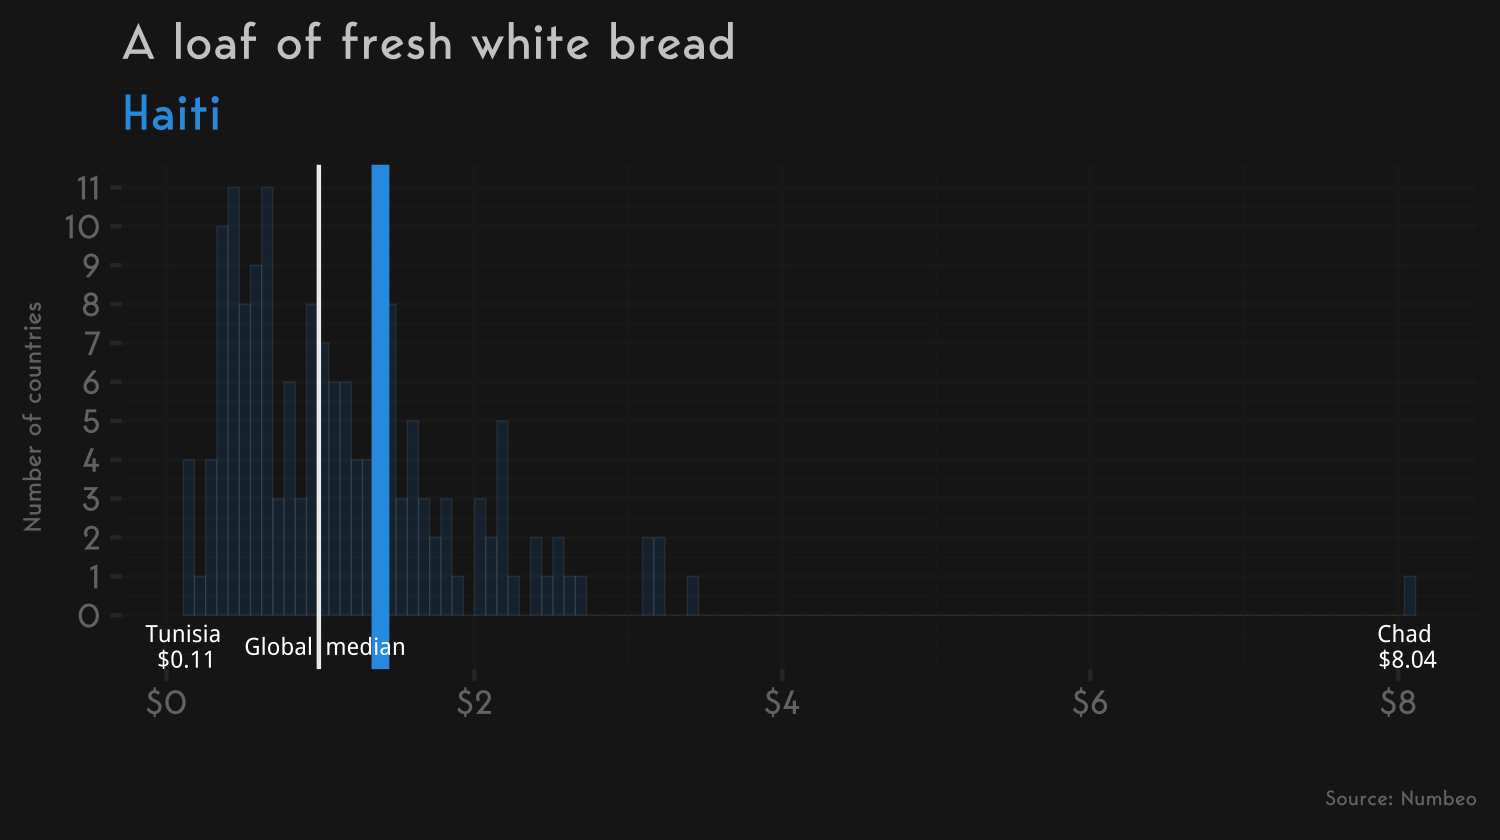 A loaf of fresh white bread
Haiti
Number of countries
11
10
9
8
7
6
5
4
3
2
1
0
Tunisia
$0.11
Global median
Chad
$8.04
$0 $2 $4 $6 $8
Source: Numbeo